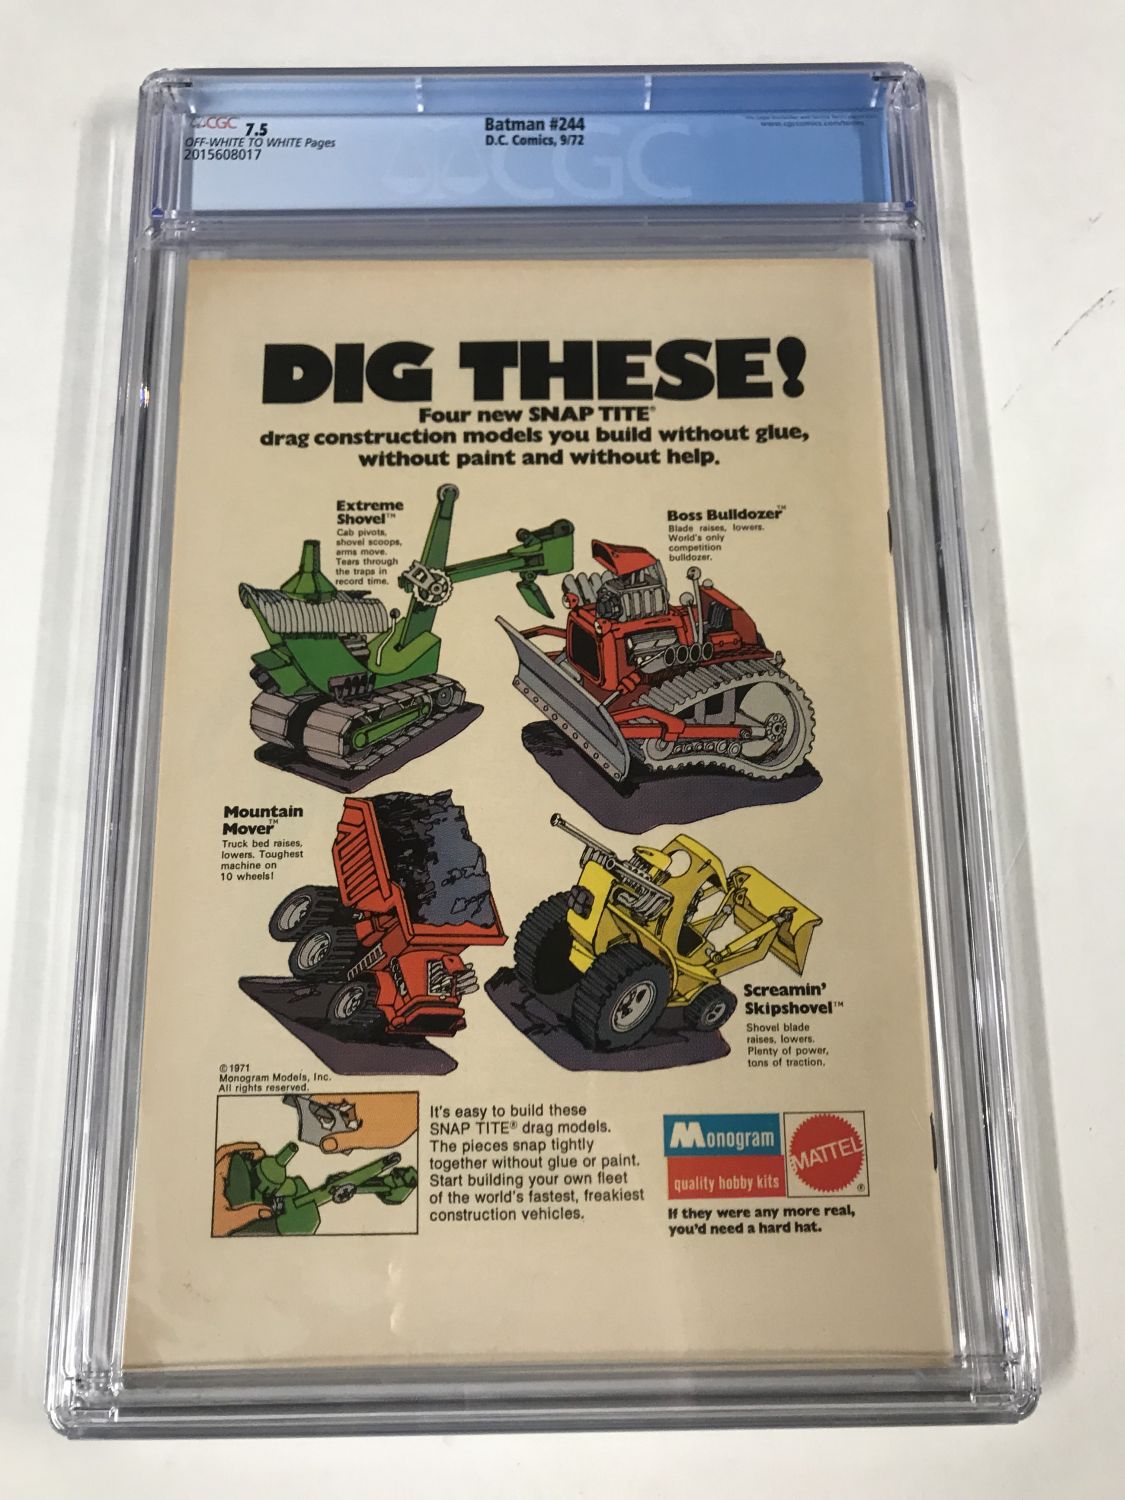 CGC 7.5
OFF-WHITE TO WHITE Pages
2015608017
Batman #244
D.C. Comics, 9/72
CGC
DIG THESE!
Four new SNAP TITE®
drag construction models you build without glue,
without paint and without help.
Extreme
Shovel™
Cab pivots,
shovel scoops,
arms move.
Tears through
the traps in
record time.
Boss Bulldozer™
Blade raises, lowers.
World's only
competition
bulldozer.
Mountain
Mover™
Truck bed raises,
lowers. Toughest
machine on
10 wheels!
Screamin'
Skipshovel™
Shovel blade
raises, lowers.
Plenty of power,
tons of traction.
©1971
Monogram Models, Inc.
All rights reserved.
It's easy to build these
SNAP TITE® drag models.
The pieces snap tightly
together without glue or paint.
Start building your own fleet
of the world's fastest, freakiest
construction vehicles.
Monogram
quality hobby kits
MATTEL
®
If they were any more real,
you'd need a hard hat.